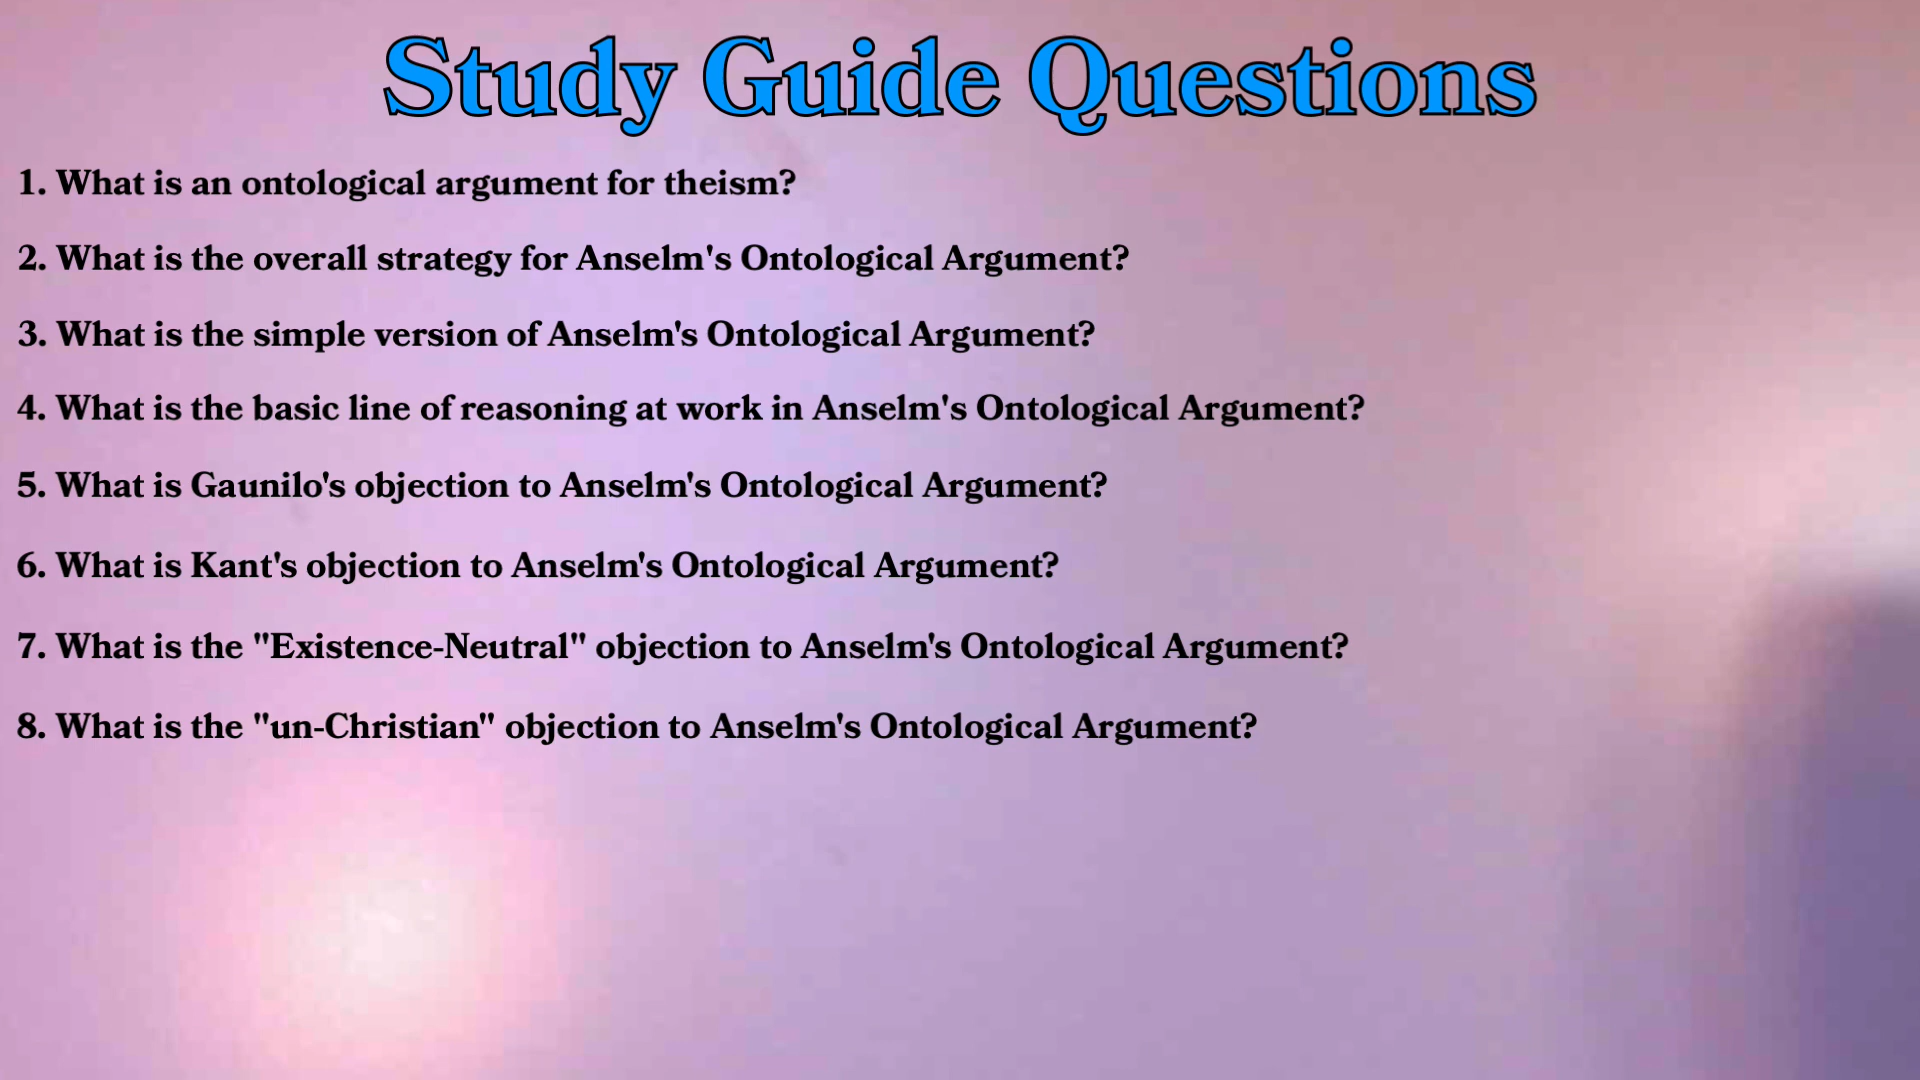 Study Guide Questions
1. What is an ontological argument for theism?
2. What is the overall strategy for Anselm's Ontological Argument?
3. What is the simple version of Anselm's Ontological Argument?
4. What is the basic line of reasoning at work in Anselm's Ontological Argument?
5. What is Gaunilo's objection to Anselm's Ontological Argument?
6. What is Kant's objection to Anselm's Ontological Argument?
7. What is the "Existence-Neutral" objection to Anselm's Ontological Argument?
8. What is the "un-Christian" objection to Anselm's Ontological Argument?